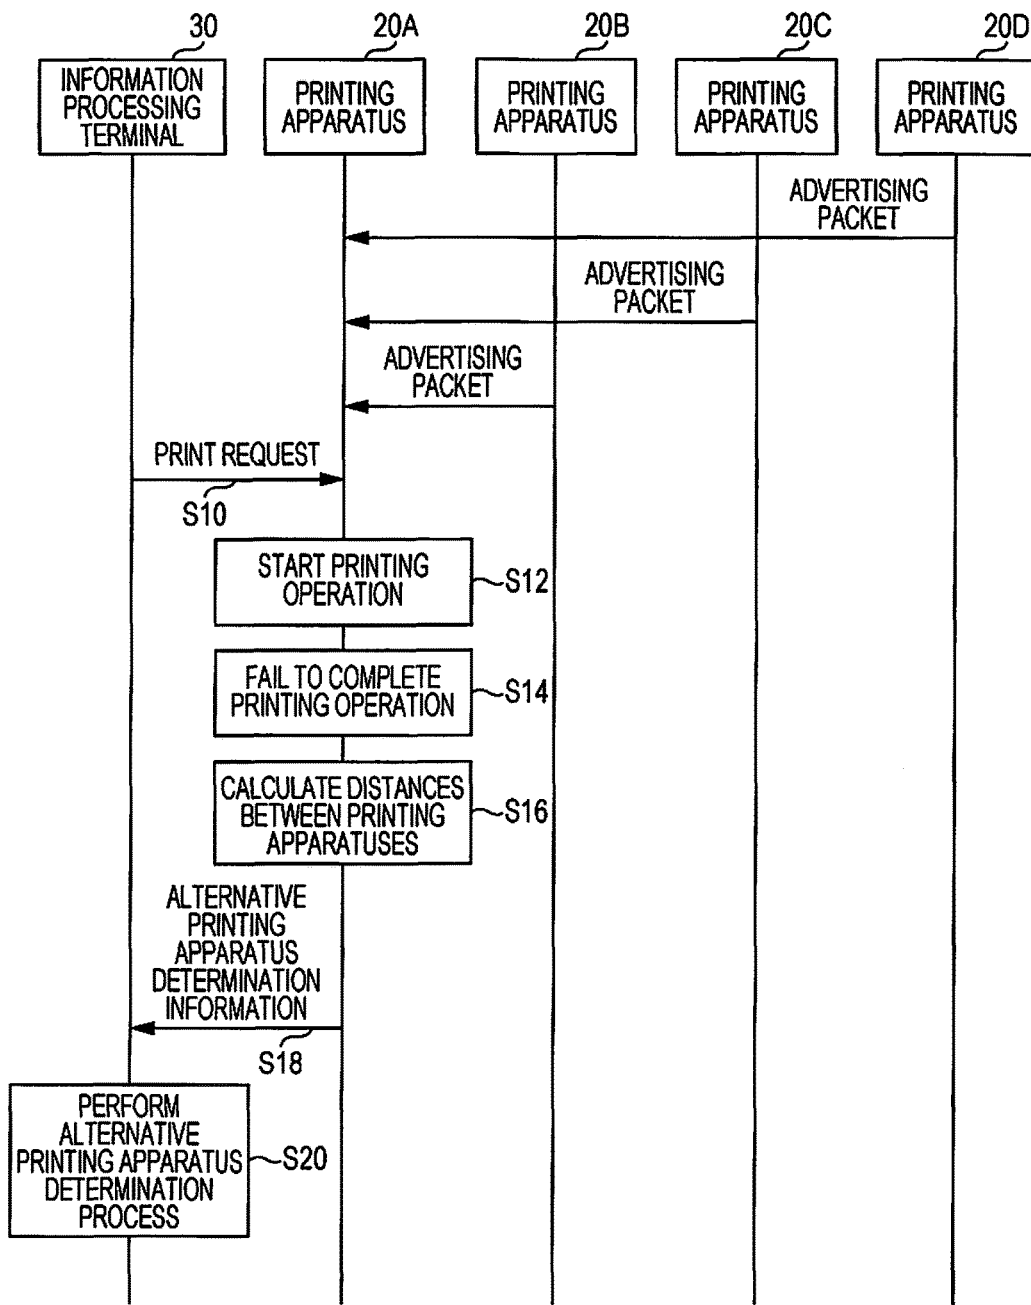 30
20A
20B
20C
20D
INFORMATION
PROCESSING
TERMINAL
PRINTING
APPARATUS
PRINTING
APPARATUS
PRINTING
APPARATUS
PRINTING
APPARATUS
ADVERTISING
PACKET
ADVERTISING
PACKET
ADVERTISING
PACKET
PRINT REQUEST
S10
START PRINTING
OPERATION
S12
FAIL TO COMPLETE
PRINTING OPERATION
S14
CALCULATE DISTANCES
BETWEEN PRINTING
APPARATUSES
S16
ALTERNATIVE
PRINTING
APPARATUS
DETERMINATION
INFORMATION
S18
PERFORM
ALTERNATIVE
PRINTING APPARATUS
DETERMINATION
PROCESS
S20